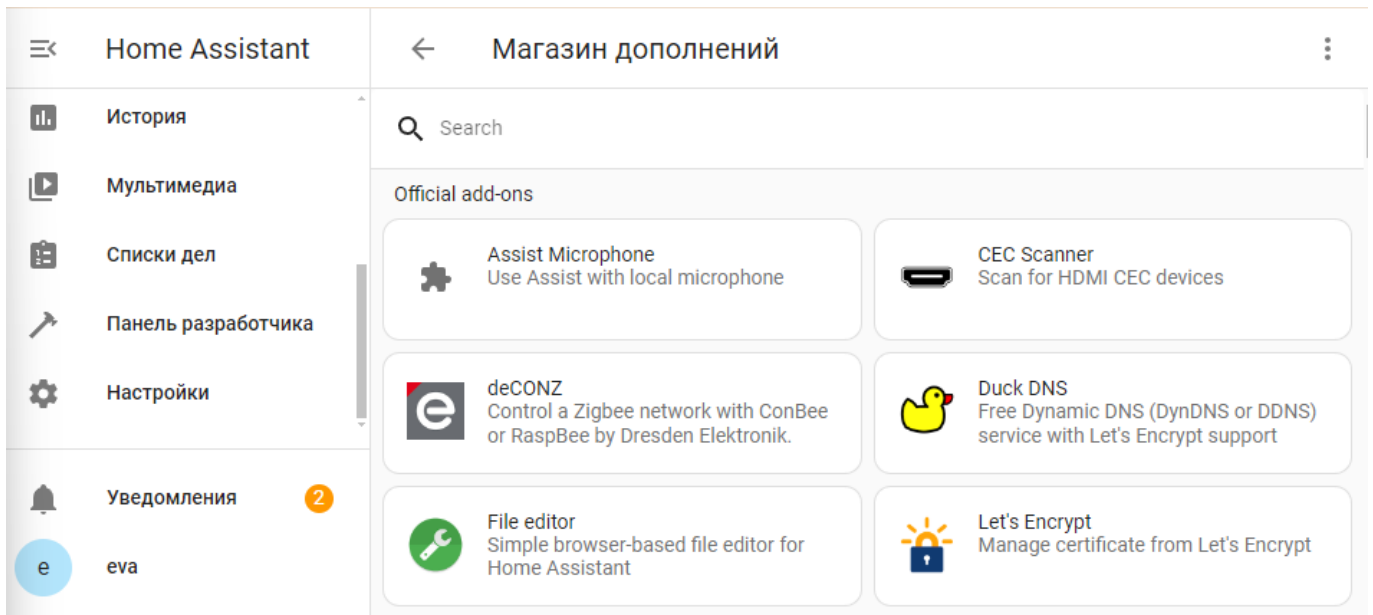 Home Assistant
История
Мультимедиа
Списки дел
Панель разработчика
Настройки
Уведомления
2
e
eva
Магазин дополнений
Search
Official add-ons
Assist Microphone
Use Assist with local microphone
CEC Scanner
Scan for HDMI CEC devices
e
deCONZ
Control a Zigbee network with ConBee
or RaspBee by Dresden Elektronik.
Duck DNS
Free Dynamic DNS (DynDNS or DDNS)
service with Let's Encrypt support
File editor
Simple browser-based file editor for
Home Assistant
Let's Encrypt
Manage certificate from Let's Encrypt